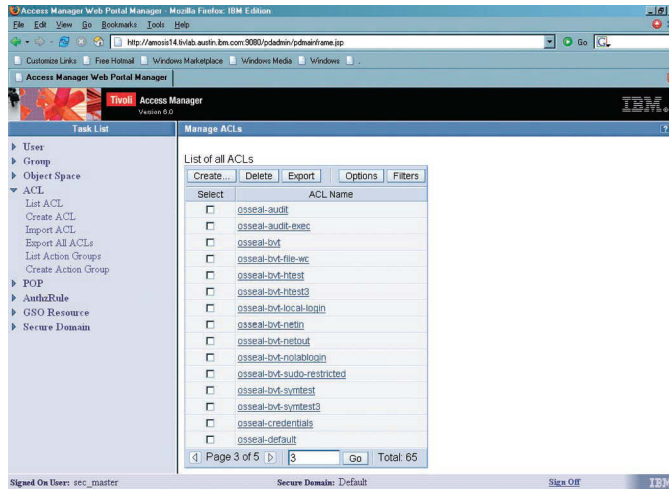 Access Manager Web Portal Manager - Mozilla Firefox: IBM Edition
File Edit View Go Bookmarks Tools Help
http://amosis14.tivlab.austin.ibm.com:9080/pdadmin/pdmainframe.jsp Go
Customize Links Free Hotmail Windows Marketplace Windows Media Windows
Access Manager Web Portal Manager
Tivoli Access Manager
Version 6.0
IBM.
Task List
User
Group
Object Space
ACL
List ACL
Create ACL
Import ACL
Export All ACLs
List Action Groups
Create Action Group
POP
AuthzRule
GSO Resource
Secure Domain
Manage ACLs ?
List of all ACLs
Create... Delete Export Options Filters
Select ACL Name
osseal-audit
osseal-audit-exec
osseal-bvt
osseal-bvt-file-wc
osseal-bvt-htest
osseal-bvt-htest3
osseal-bvt-local-login
osseal-bvt-netin
osseal-bvt-netout
osseal-bvt-nolablogin
osseal-bvt-sudo-restricted
osseal-bvt-symtest
osseal-bvt-symtest3
osseal-credentials
osseal-default
Page 3 of 5 3 Go Total: 65
Signed On User: sec_master Secure Domain: Default Sign Off IBM